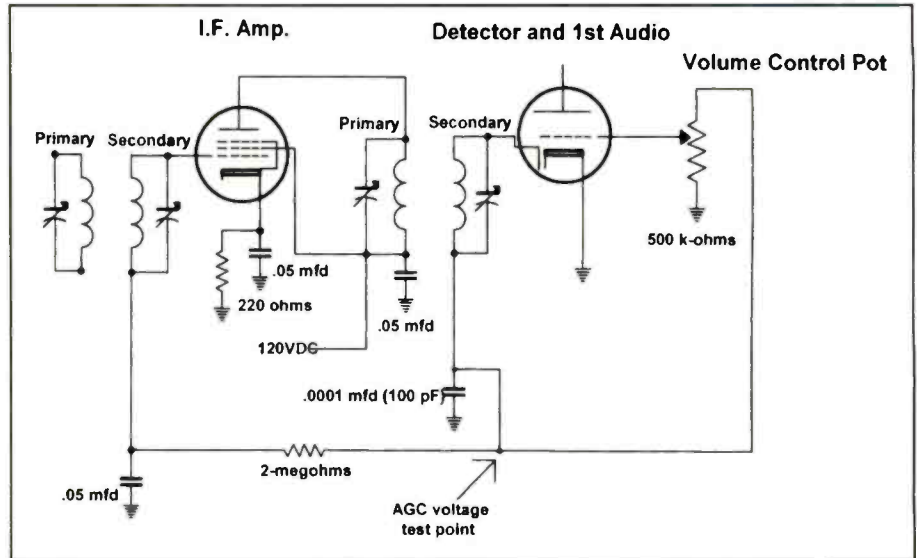 I.F. Amp.
Detector and 1st Audio
Volume Control Pot
Primary
Secondary
Primary
Secondary
500 k-ohms
.05 mfd
220 ohms
.05 mfd
120VDC
.0001 mfd (100 pF)
2-megohms
.05 mfd
AGC voltage
test point